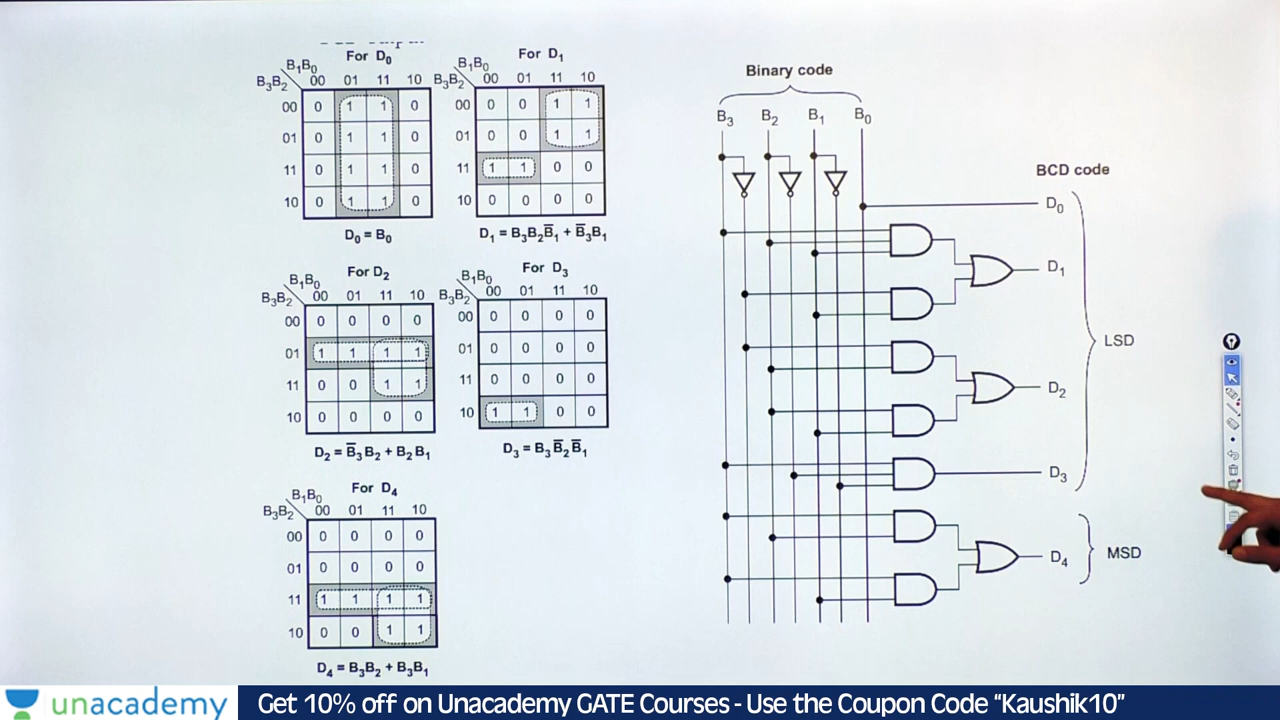 For D₀
B₁B₀
B₃B₂ 00 01 11 10
00 0 1 1 0
01 0 1 1 0
11 0 1 1 0
10 0 1 1 0
D₀ = B₀
For D₁
B₁B₀
B₃B₂ 00 01 11 10
00 0 0 1 1
01 0 0 1 1
11 1 1 0 0
10 0 0 0 0
D₁ = B₃B₂B̅₁ + B̅₃B₁
For D₂
B₁B₀
B₃B₂ 00 01 11 10
00 0 0 0 0
01 1 1 1 1
11 0 0 1 1
10 0 0 0 0
D₂ = B̅₃B₂ + B₂B₁
For D₃
B₁B₀
B₃B₂ 00 01 11 10
00 0 0 0 0
01 0 0 0 0
11 0 0 0 0
10 1 1 0 0
D₃ = B₃B̅₂B̅₁
For D₄
B₁B₀
B₃B₂ 00 01 11 10
00 0 0 0 0
01 0 0 0 0
11 1 1 1 1
10 0 0 1 1
D₄ = B₃B₂ + B₃B₁
Binary code
B₃ B₂ B₁ B₀
BCD code
D₀
D₁
LSD
D₂
D₃
D₄ MSD
unacademy
Get 10% off on Unacademy GATE Courses - Use the Coupon Code “Kaushik10”